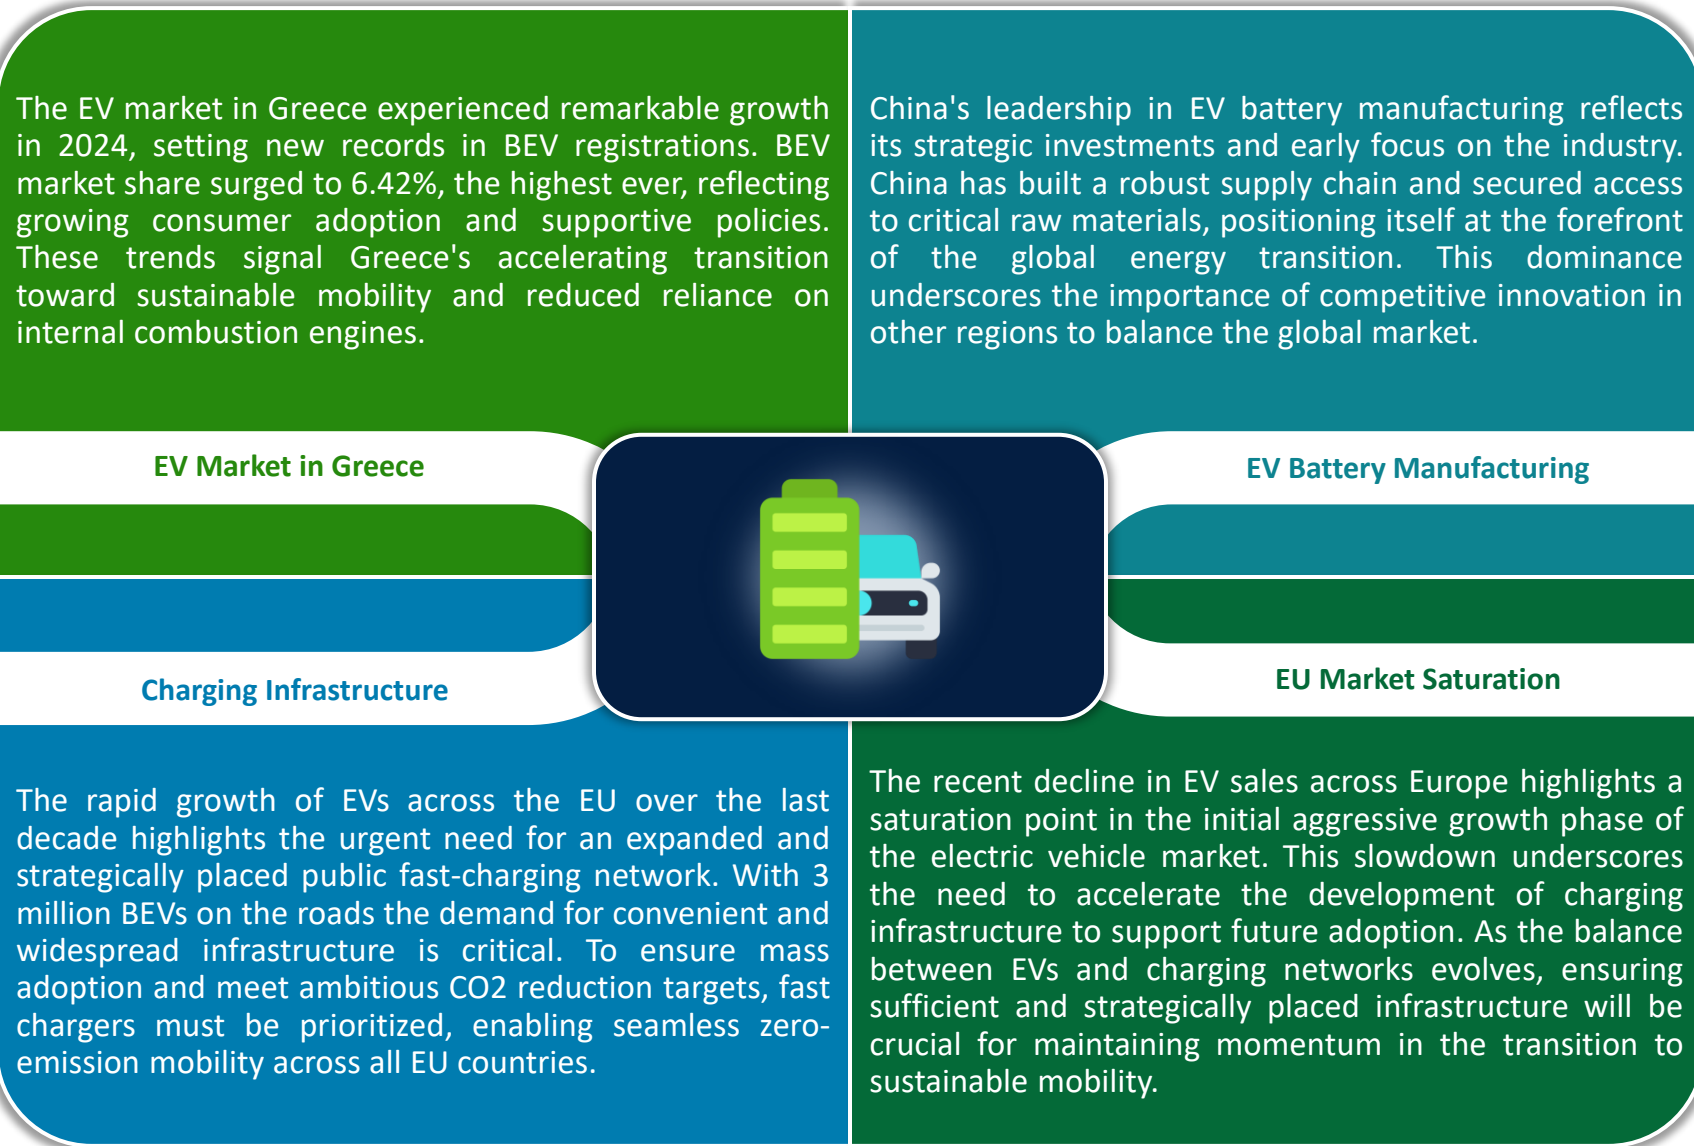 The EV market in Greece experienced remarkable growth
in 2024, setting new records in BEV registrations. BEV
market share surged to 6.42%, the highest ever, reflecting
growing consumer adoption and supportive policies.
These trends signal Greece's accelerating transition
toward sustainable mobility and reduced reliance on
internal combustion engines.
EV Market in Greece
China's leadership in EV battery manufacturing reflects
its strategic investments and early focus on the industry.
China has built a robust supply chain and secured access
to critical raw materials, positioning itself at the forefront
of the global energy transition. This dominance
underscores the importance of competitive innovation in
other regions to balance the global market.
EV Battery Manufacturing
Charging Infrastructure
The rapid growth of EVs across the EU over the last
decade highlights the urgent need for an expanded and
strategically placed public fast-charging network. With 3
million BEVs on the roads the demand for convenient and
widespread infrastructure is critical. To ensure mass
adoption and meet ambitious CO2 reduction targets, fast
chargers must be prioritized, enabling seamless zero-
emission mobility across all EU countries.
EU Market Saturation
The recent decline in EV sales across Europe highlights a
saturation point in the initial aggressive growth phase of
the electric vehicle market. This slowdown underscores
the need to accelerate the development of charging
infrastructure to support future adoption. As the balance
between EVs and charging networks evolves, ensuring
sufficient and strategically placed infrastructure will be
crucial for maintaining momentum in the transition to
sustainable mobility.